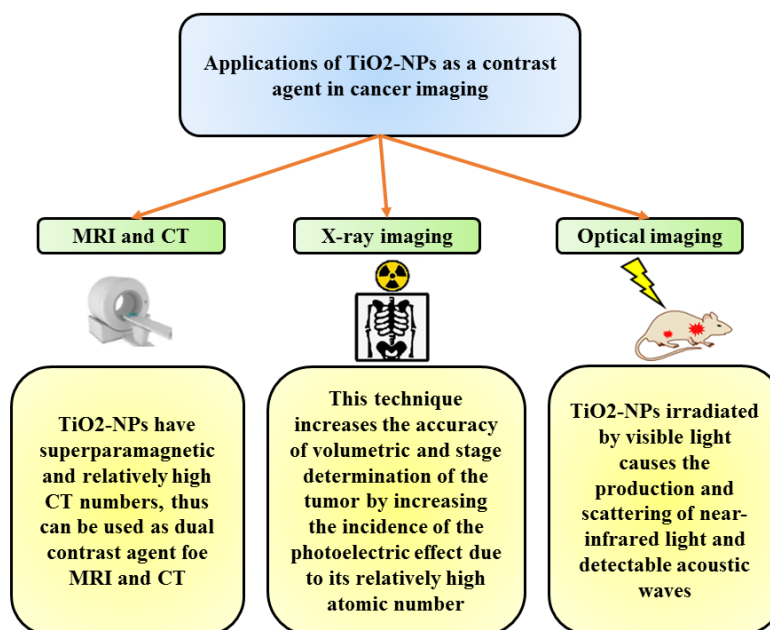 Applications of TiO2-NPs as a contrast
agent in cancer imaging
MRI and CT
X-ray imaging
Optical imaging
TiO2-NPs have
superparamagnetic
and relatively high
CT numbers, thus
can be used as dual
contrast agent foe
MRI and CT
This technique
increases the accuracy
of volumetric and stage
determination of the
tumor by increasing
the incidence of the
photoelectric effect due
to its relatively high
atomic number
TiO2-NPs irradiated
by visible light
causes the
production and
scattering of near-
infrared light and
detectable acoustic
waves